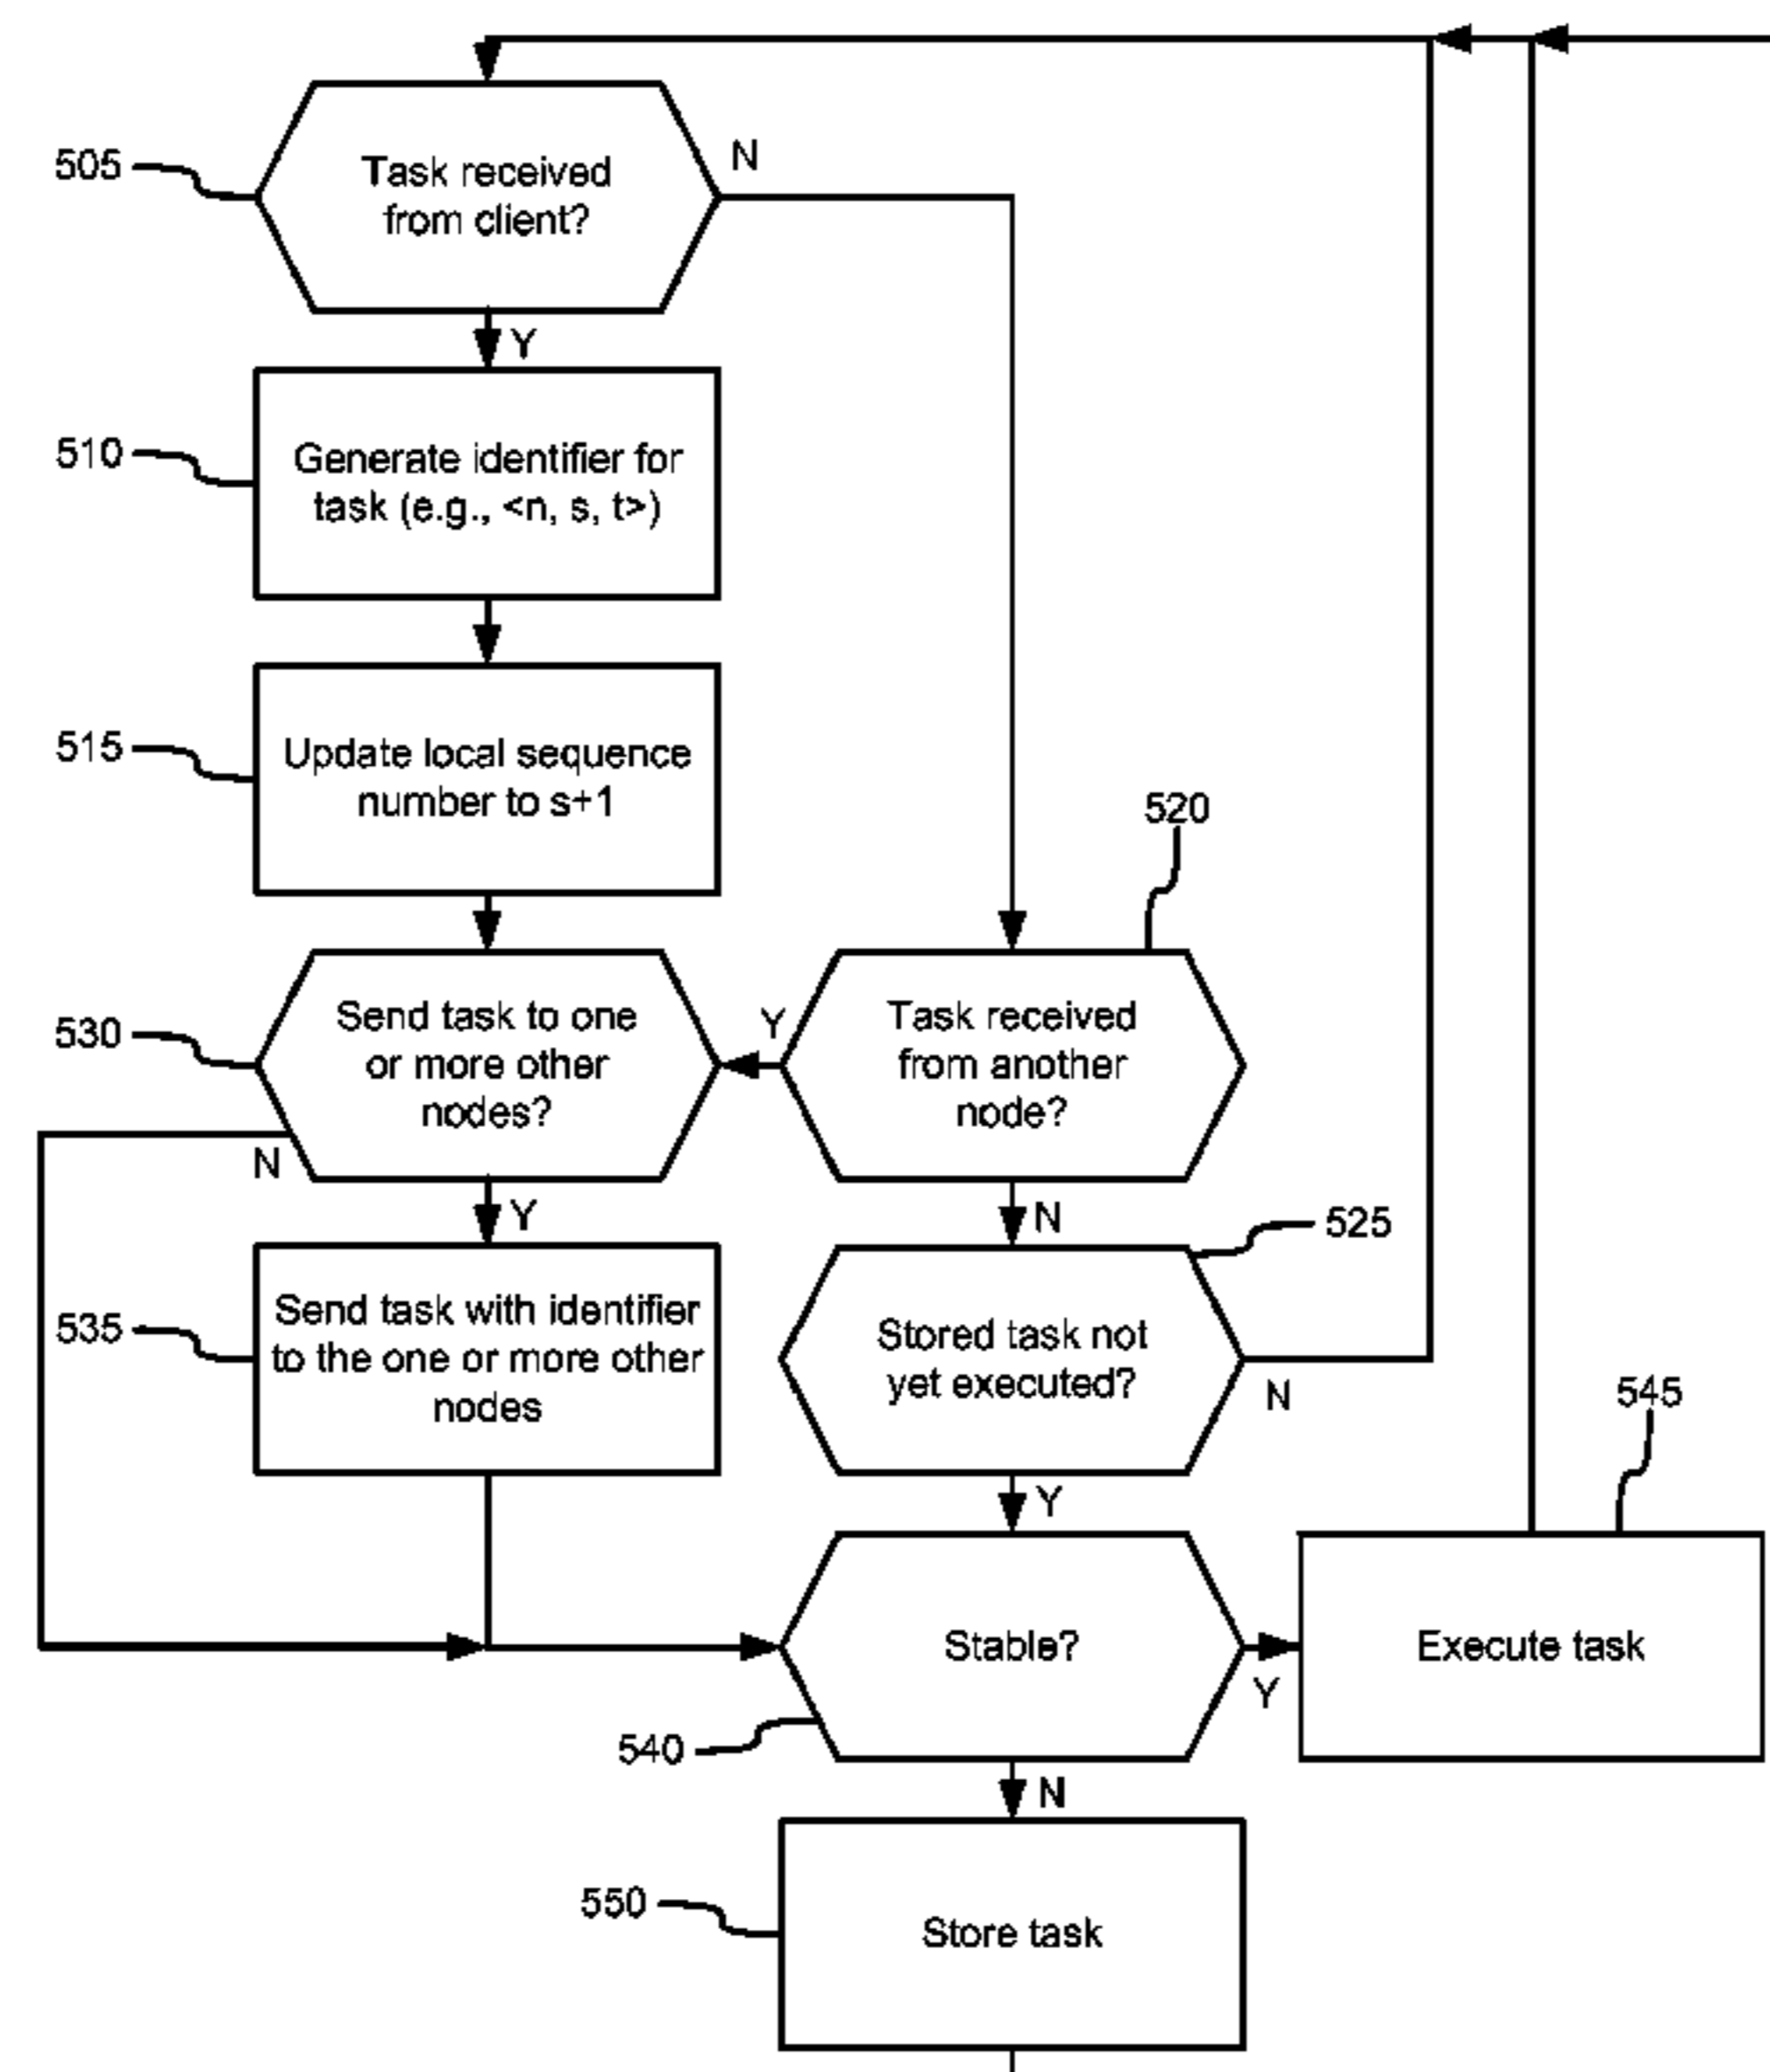 505
Task received
from client?
N
Y
510
Generate identifier for
task (e.g., <n, s, t>)
515
Update local sequence
number to s+1
520
530
Send task to one
or more other
nodes?
Y
Task received
from another
node?
N
Y
N
525
535
Send task with identifier
to the one or more other
nodes
Stored task not
yet executed?
N
545
Y
Stable?
Y
Execute task
540
N
550
Store task